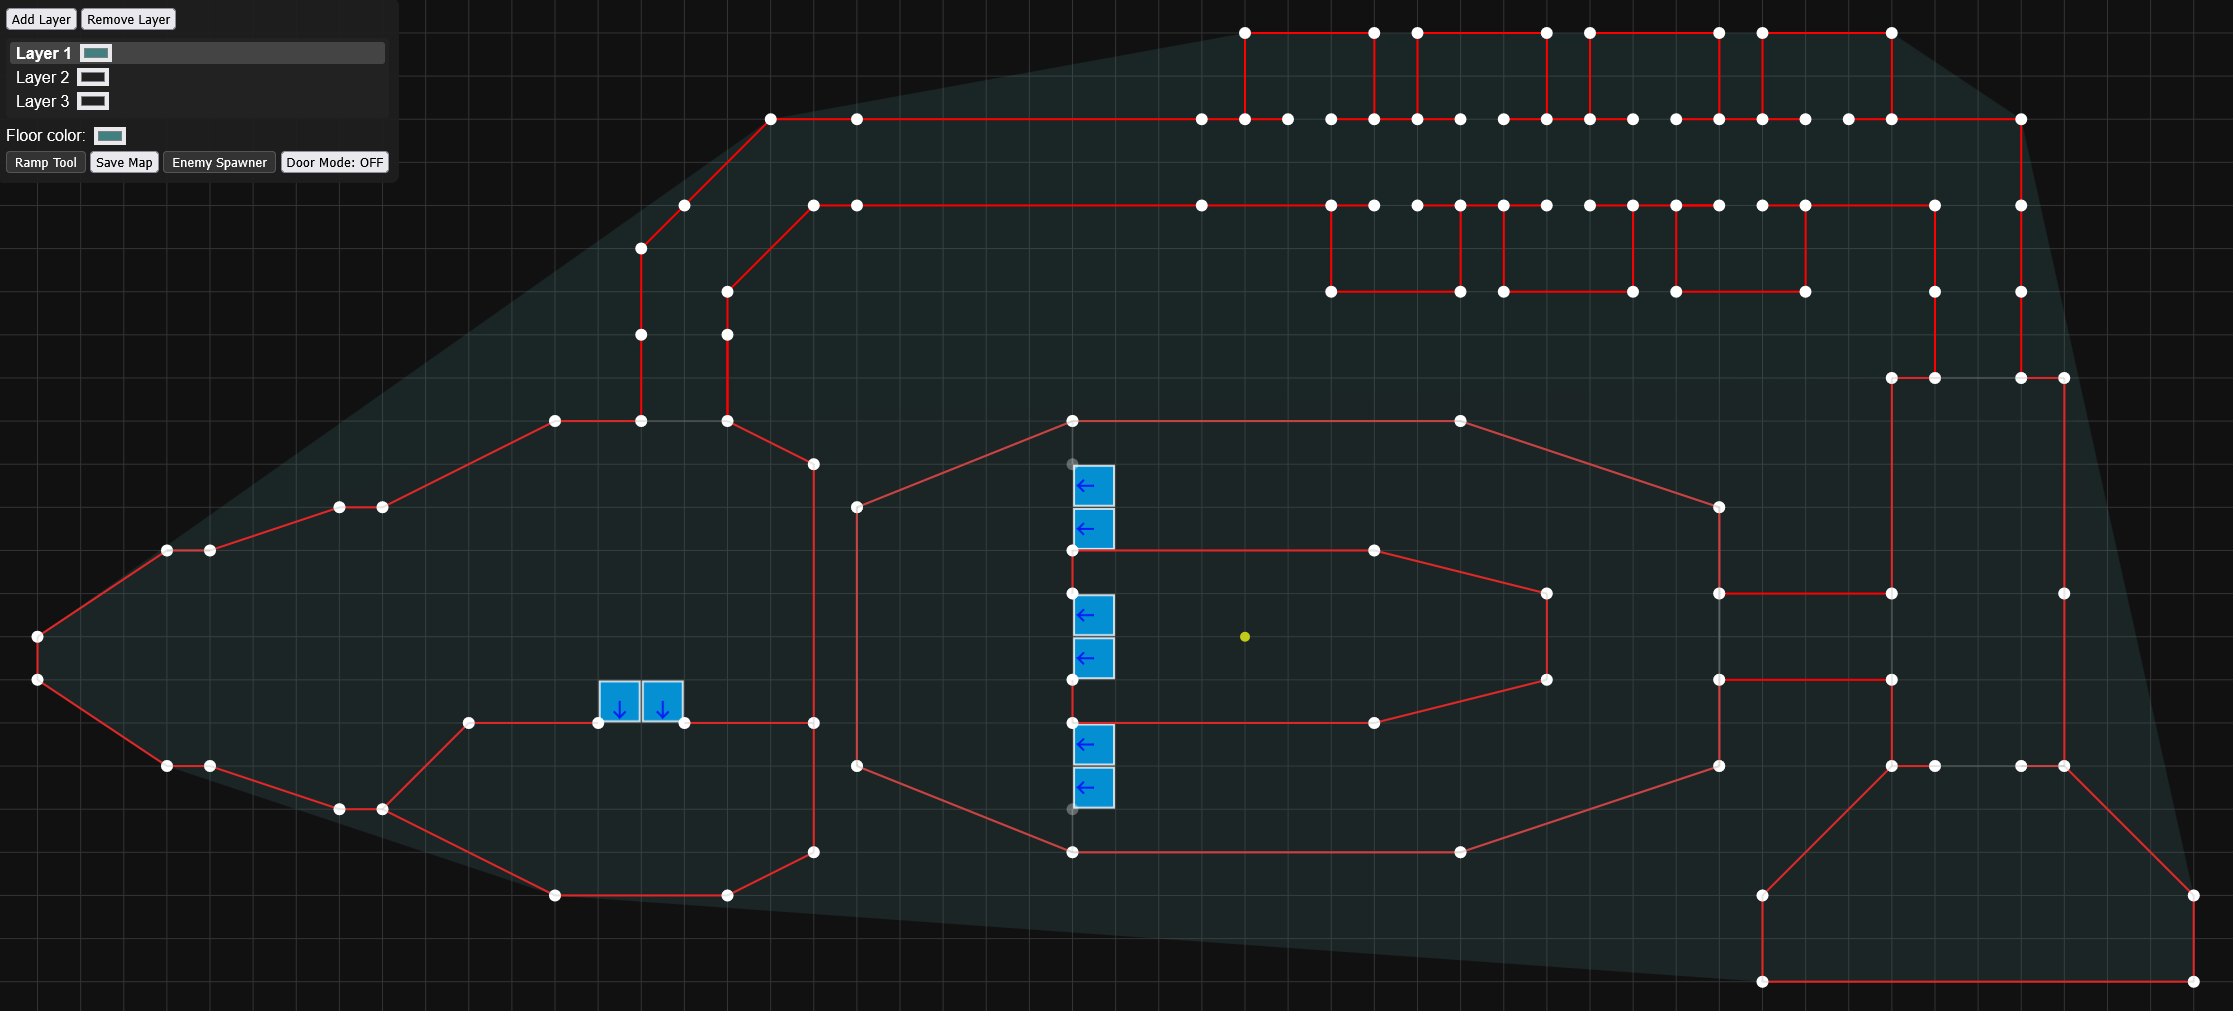 Add Layer Remove Layer
Layer 1
Layer 2
Layer 3
Floor color:
Ramp Tool Save Map Enemy Spawner Door Mode: OFF